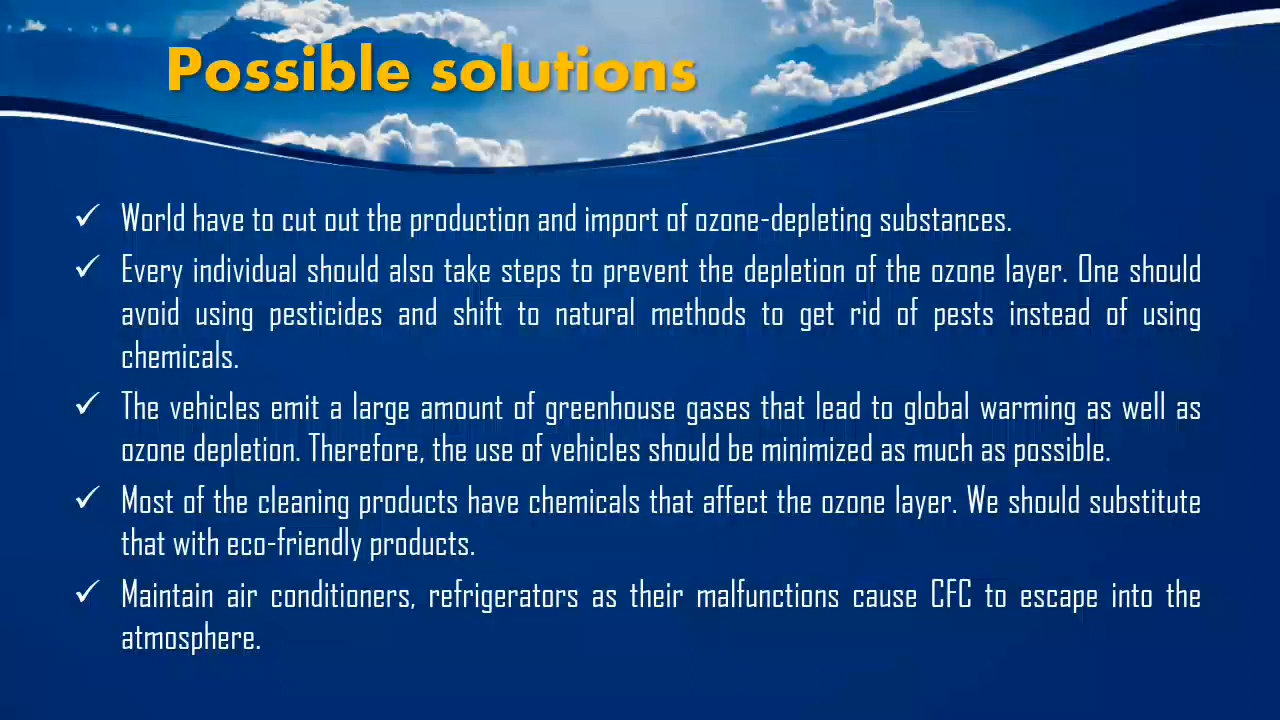 Possible solutions
✓ World have to cut out the production and import of ozone-depleting substances.
✓ Every individual should also take steps to prevent the depletion of the ozone layer. One should
avoid using pesticides and shift to natural methods to get rid of pests instead of using
chemicals.
✓ The vehicles emit a large amount of greenhouse gases that lead to global warming as well as
ozone depletion. Therefore, the use of vehicles should be minimized as much as possible.
✓ Most of the cleaning products have chemicals that affect the ozone layer. We should substitute
that with eco-friendly products.
✓ Maintain air conditioners, refrigerators as their malfunctions cause CFC to escape into the
atmosphere.